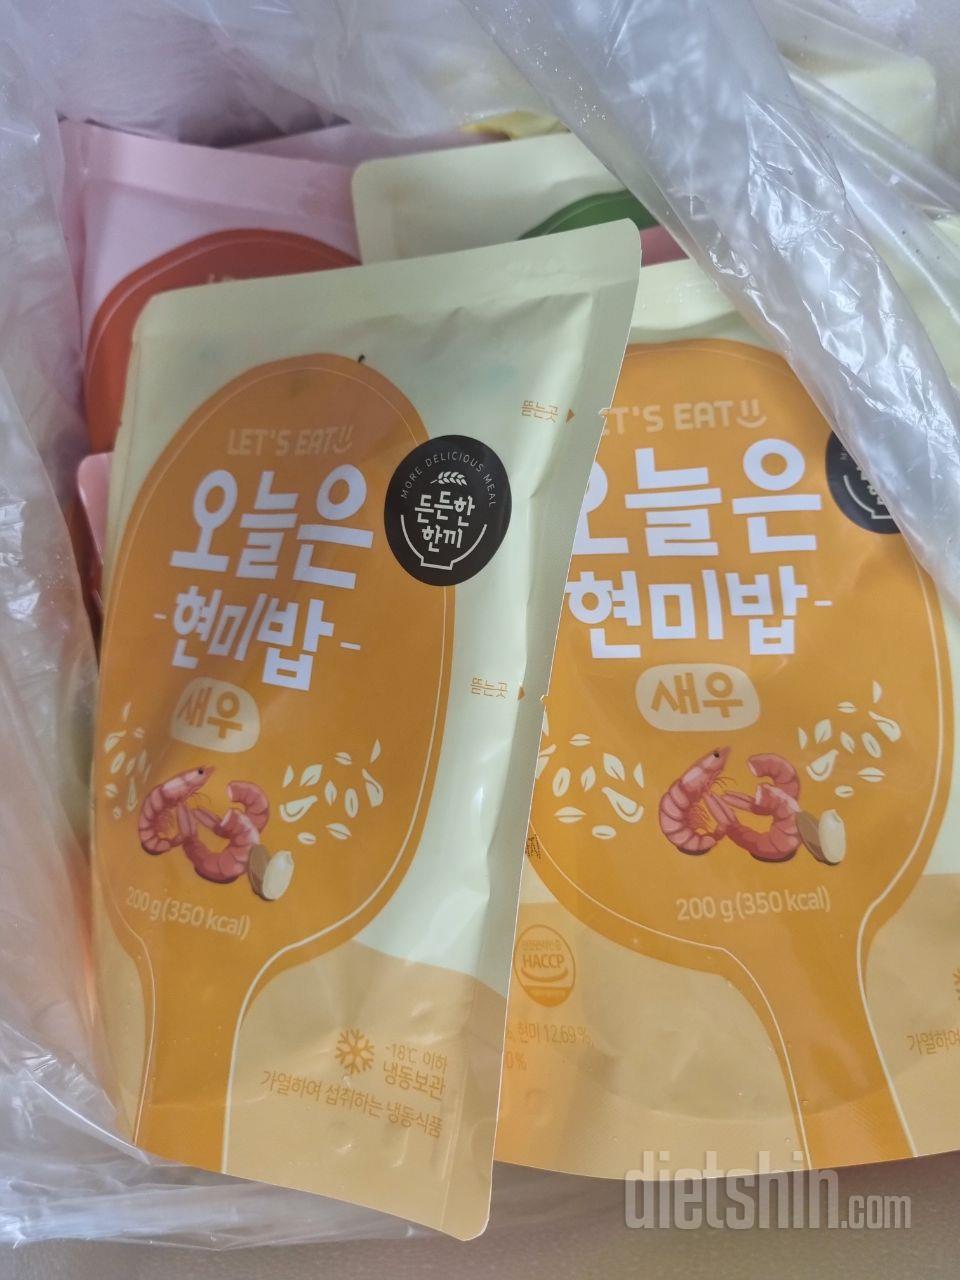 LET'S EAT
오늘은
-현미밥-
새우
MORE DELICIOUS MEAL
든든한
한끼
뜯는곳
200 g (350 kcal)
-18℃ 이하
냉동보관
가열하여 섭취하는 냉동식품
뜯는곳
LET'S EAT
오늘은
현미밥-
새우
200 g (350 kcal)
HACCP
현미 12.69 %,
0 %
가열하여
dietshin.com